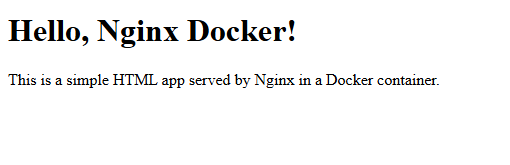 Hello, Nginx Docker!
This is a simple HTML app served by Nginx in a Docker container.